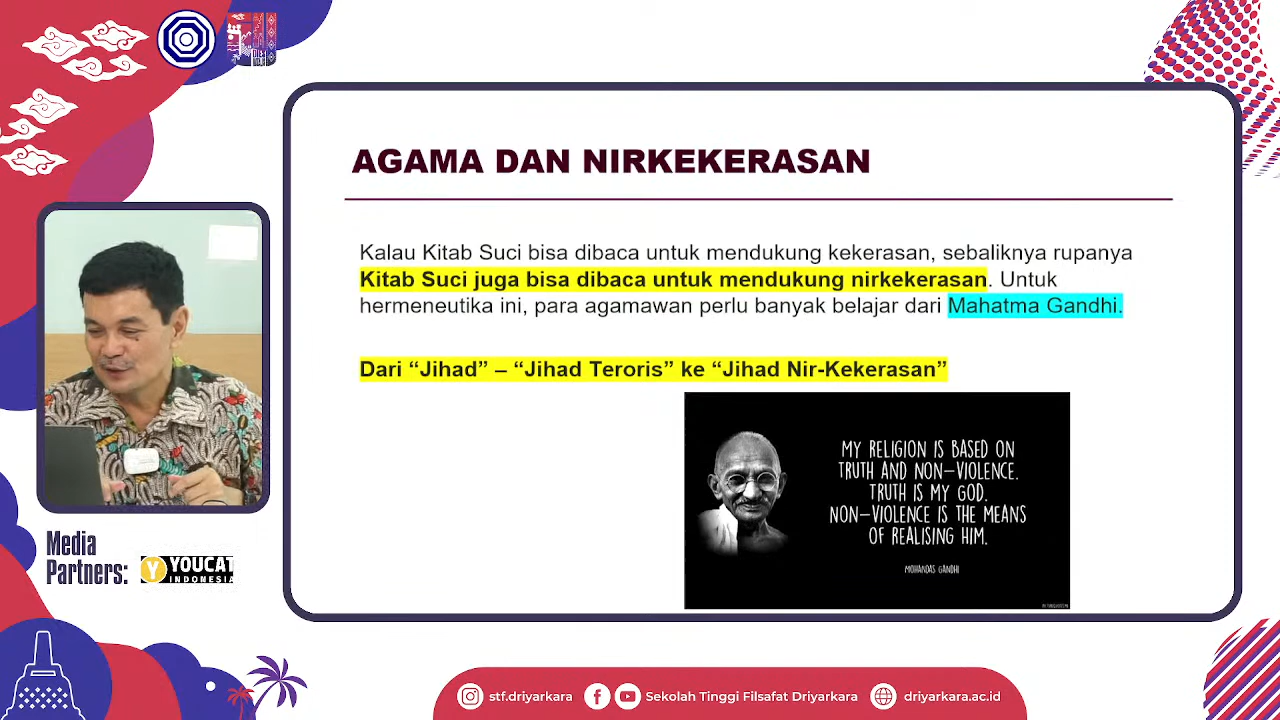 AGAMA DAN NIRKEKERASAN
Kalau Kitab Suci bisa dibaca untuk mendukung kekerasan, sebaliknya rupanya
Kitab Suci juga bisa dibaca untuk mendukung nirkekerasan. Untuk
hermeneutika ini, para agamawan perlu banyak belajar dari Mahatma Gandhi.
Dari “Jihad” – “Jihad Teroris” ke “Jihad Nir-Kekerasan”
MY RELIGION IS BASED ON
TRUTH AND NON-VIOLENCE.
TRUTH IS MY GOD.
NON-VIOLENCE IS THE MEANS
OF REALISING HIM.
MOHANDAS GANDHI
Media
Partners:
Y YOUCAT
INDONESIA
stf.driyarkara
Sekolah Tinggi Filsafat Driyarkara
driyarkara.ac.id